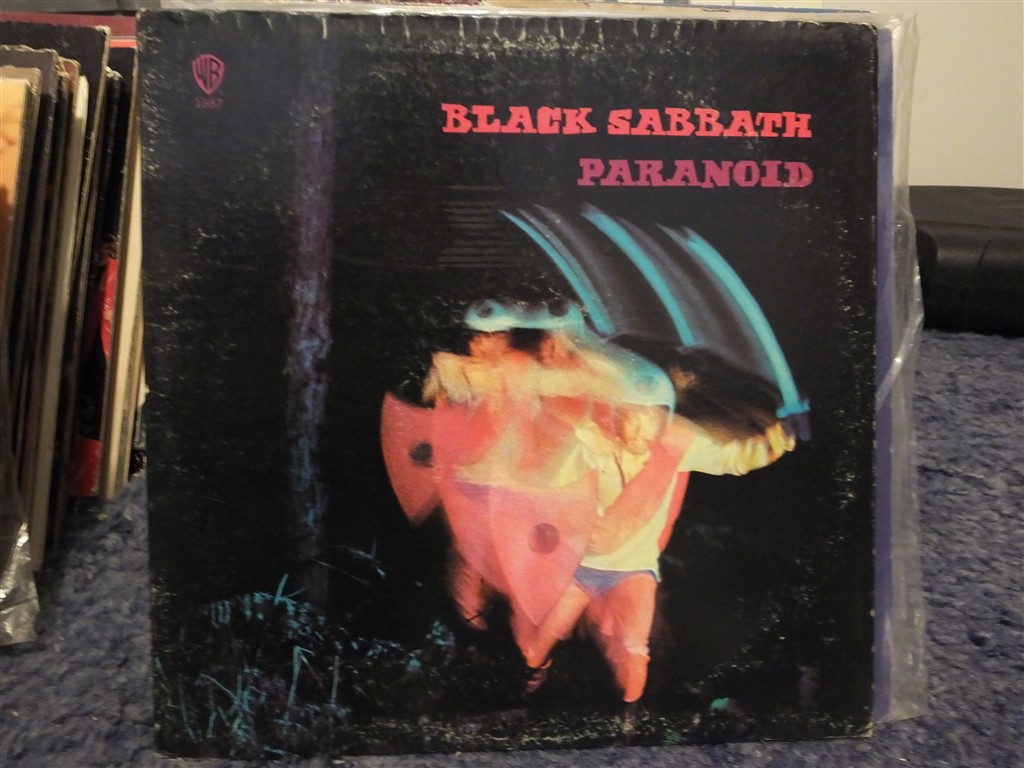 WB
1887
BLACK SABBATH
PARANOID